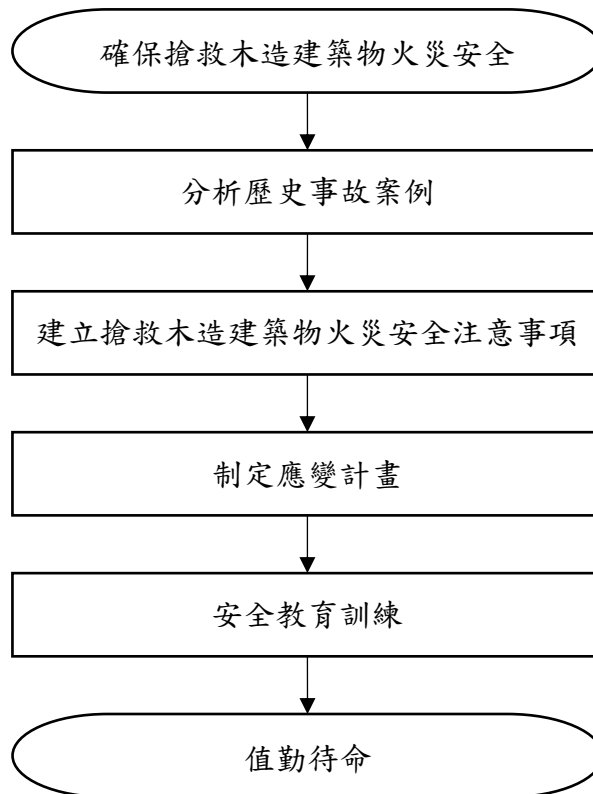 確保搶救木造建築物火災安全
分析歷史事故案例
建立搶救木造建築物火災安全注意事項
制定應變計畫
安全教育訓練
值勤待命